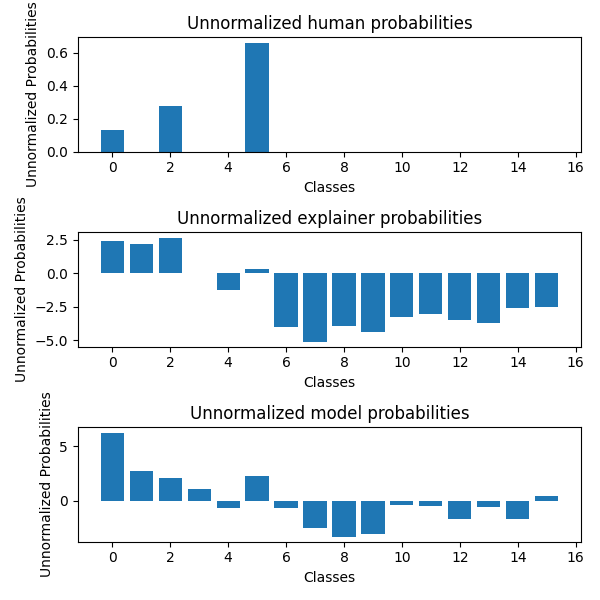 Unnormalized human probabilities
Unnormalized Probabilities
0.6
0.4
0.2
0.0
0 2 4 6 8 10 12 14 16
Classes
Unnormalized explainer probabilities
Unnormalized Probabilities
2.5
0.0
−2.5
−5.0
0 2 4 6 8 10 12 14 16
Classes
Unnormalized model probabilities
Unnormalized Probabilities
5
0
0 2 4 6 8 10 12 14 16
Classes